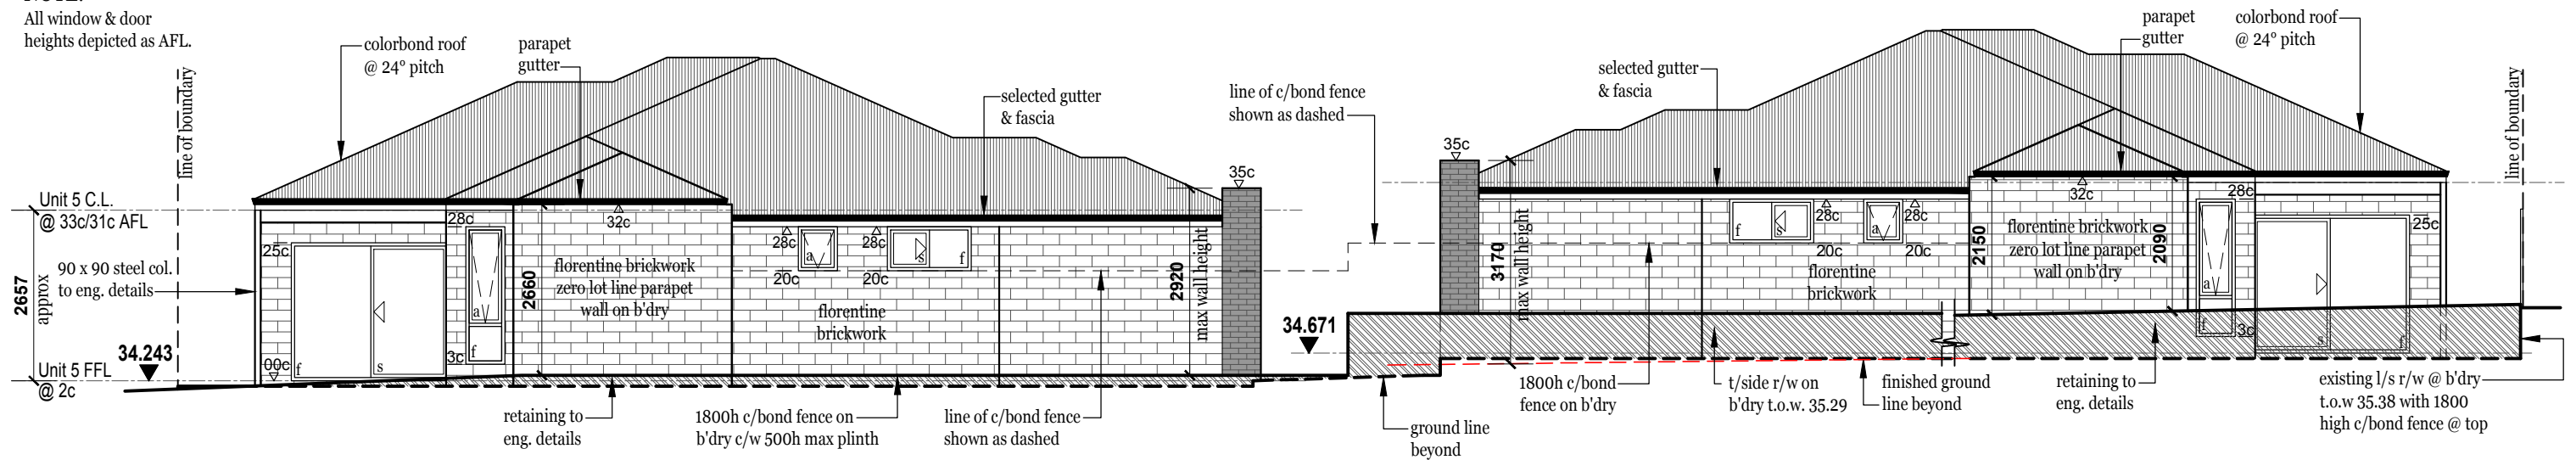 All window & door
heights depicted as AFL.
line of boundary
colorbond roof
@ 24° pitch
parapet
gutter
selected gutter
& fascia
line of c/bond fence
shown as dashed
selected gutter
& fascia
parapet
gutter
colorbond roof
@ 24° pitch
line of boundary
Unit 5 C.L.
@ 33c/31c AFL
90 x 90 steel col.
to eng. details
2657
approx
34.243
Unit 5 FFL
@ 2c
25c
00c
f
s
28c
a
f
3c
2660
32c
florentine brickwork
zero lot line parapet
wall on b'dry
28c
a
20c
28c
s
f
20c
florentine
brickwork
2920
max wall height
35c
34.671
35c
3170
max wall height
f
s
28c
20c
a
28c
20c
florentine
brickwork
2150
32c
florentine brickwork
zero lot line parapet
wall on b'dry
2090
28c
a
f
3c
25c
s
f
retaining to
eng. details
1800h c/bond fence on
b'dry c/w 500h max plinth
line of c/bond fence
shown as dashed
ground line
beyond
1800h c/bond
fence on b'dry
t/side r/w on
b'dry t.o.w. 35.29
finished ground
line beyond
retaining to
eng. details
existing l/s r/w @ b'dry
t.o.w 35.38 with 1800
high c/bond fence @ top